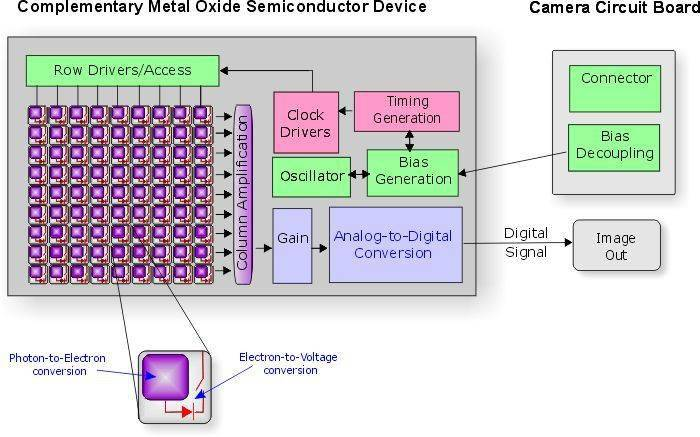 Complementary Metal Oxide Semiconductor Device
Camera Circuit Board
Row Drivers/Access
Connector
Clock
Drivers
Timing
Generation
Bias
Decoupling
Oscillator
Bias
Generation
Column Amplification
Gain
Analog-to-Digital
Conversion
Digital
Signal
Image
Out
Photon-to-Electron
conversion
Electron-to-Voltage
conversion